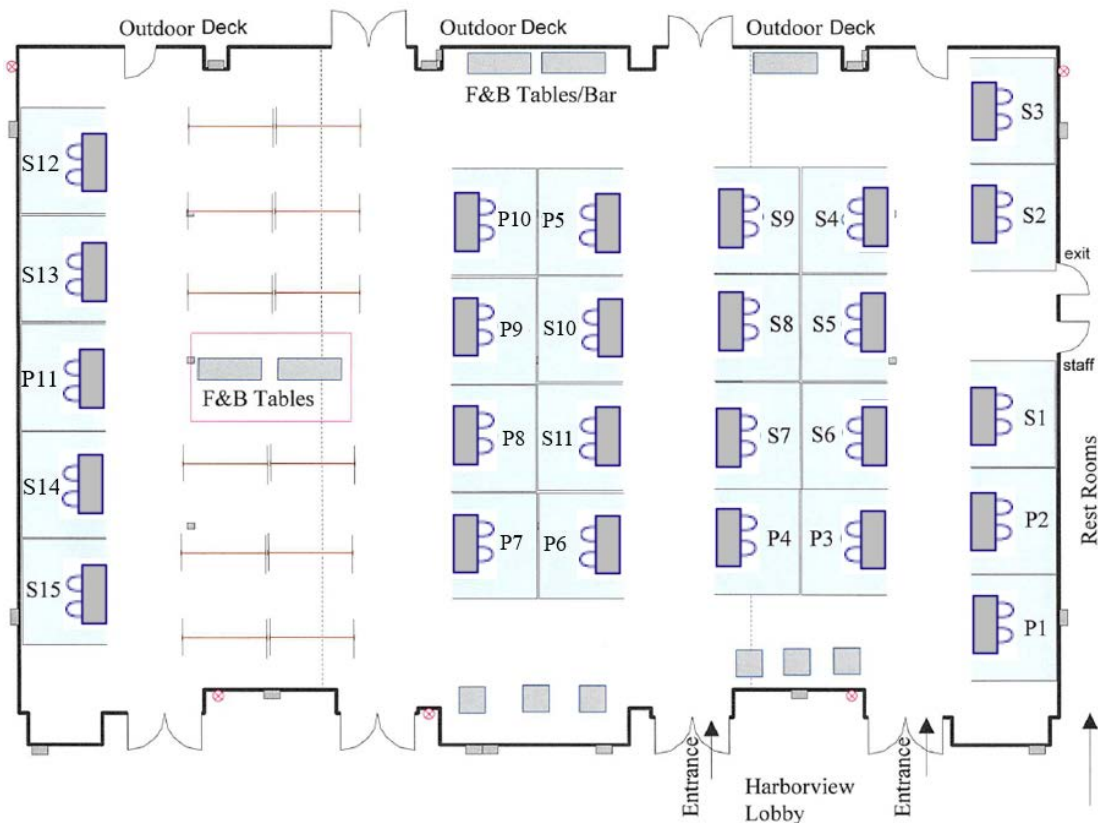 Outdoor Deck
Outdoor Deck
Outdoor Deck
F&B Tables/Bar
S12
S13
P11
S14
S15
F&B Tables
P10 P5
P9 S10
P8 S11
P7 P6
S9 S4
S8 S5
S7 S6
P4 P3
S3
S2
exit
staff
S1
P2
P1
Rest Rooms
Entrance
Harborview
Lobby
Entrance